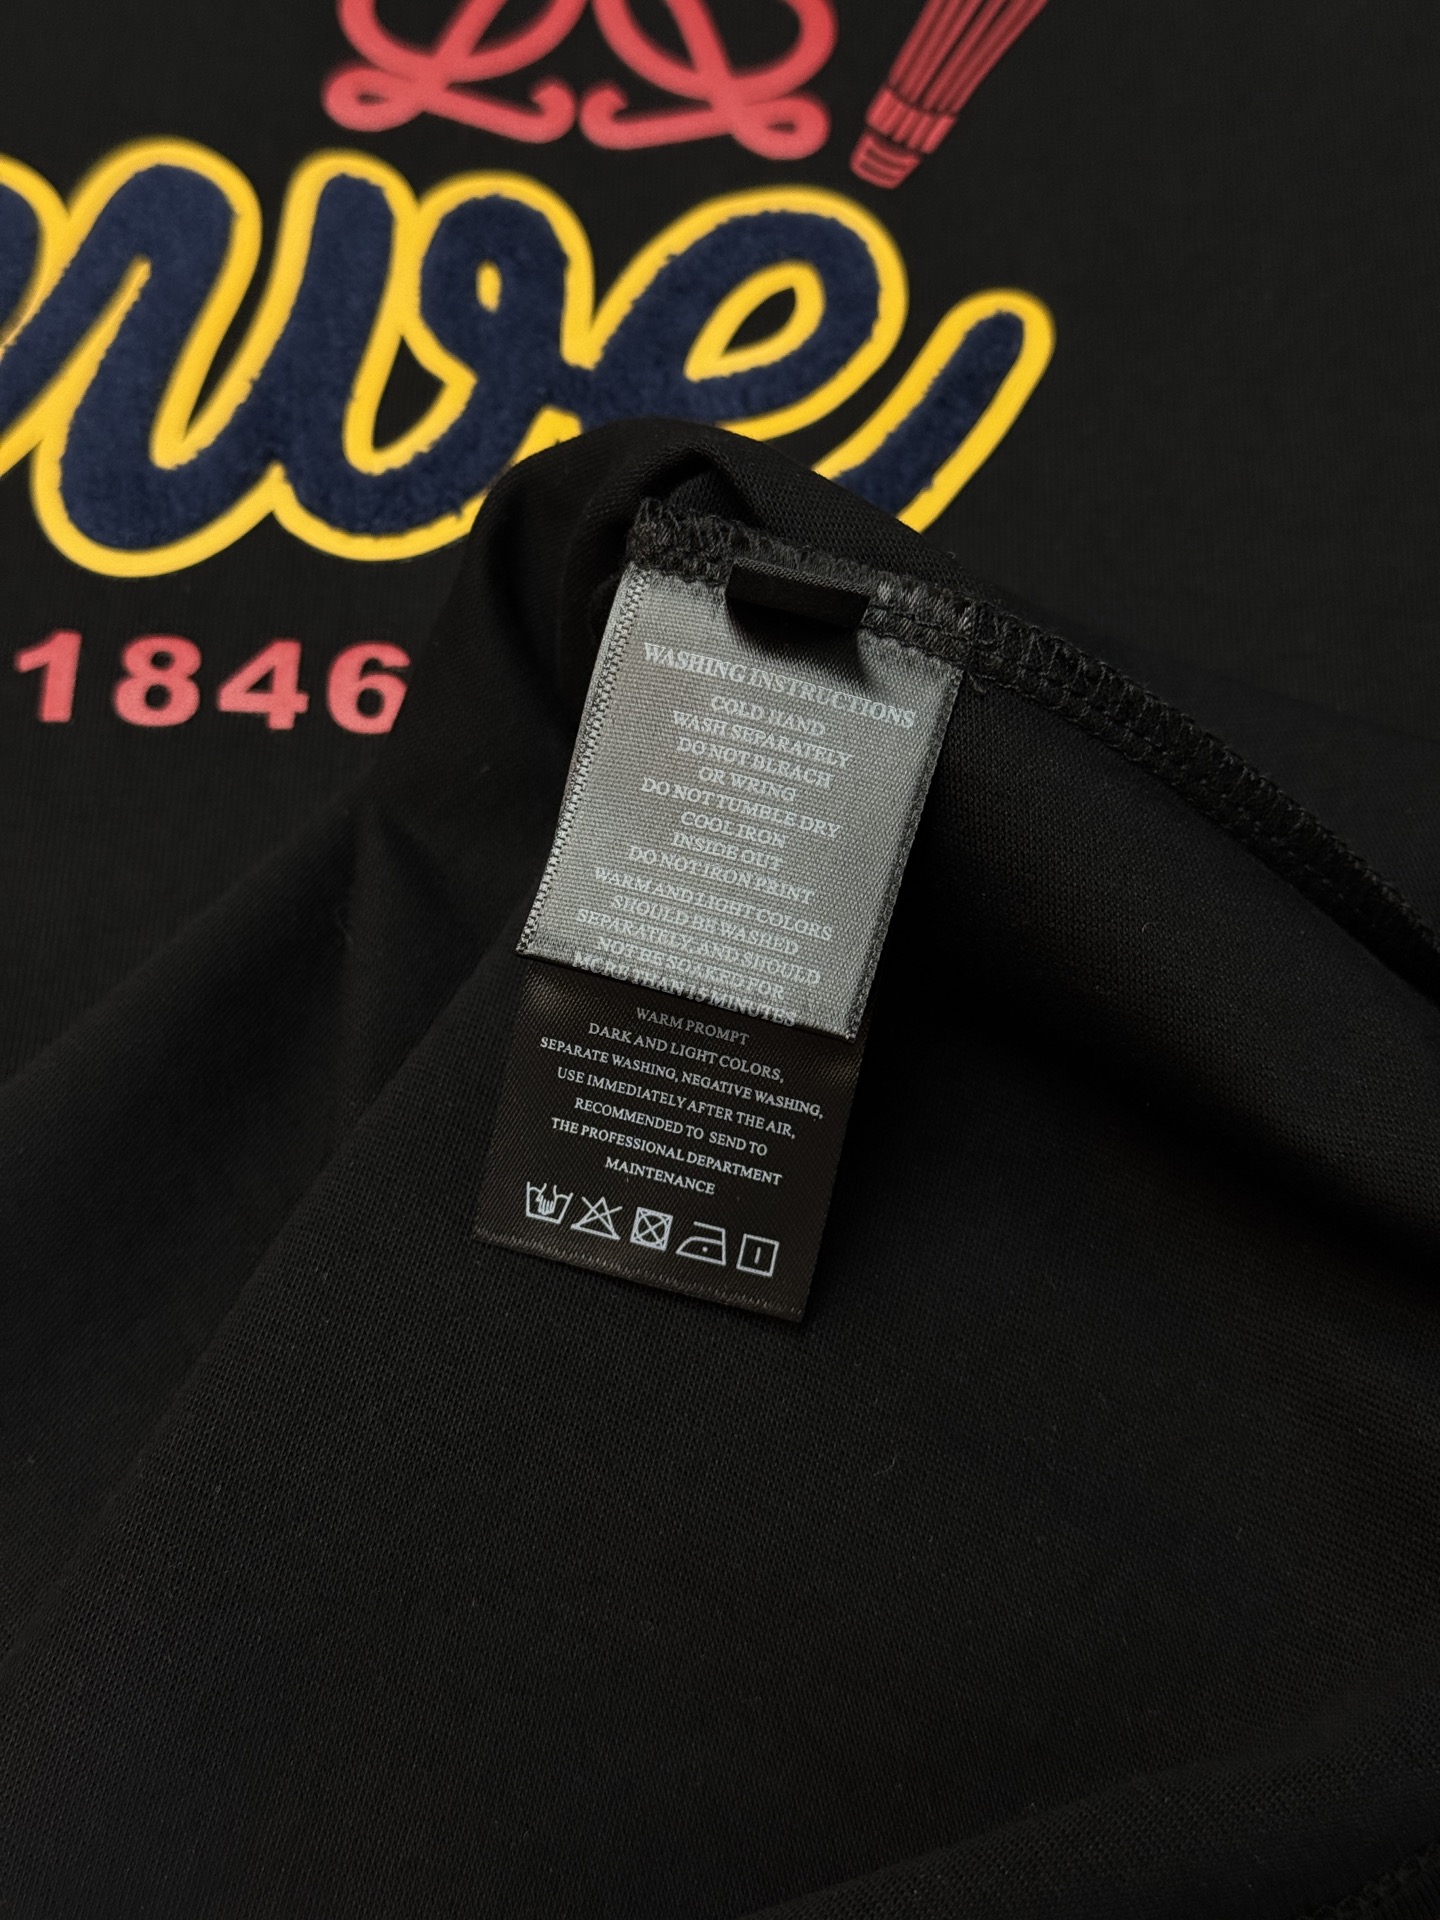 owe
1846
WASHING INSTRUCTIONS
COLD HAND
WASH SEPARATELY
DO NOT BLEACH
OR WRING
DO NOT TUMBLE DRY
COOL IRON
INSIDE OUT
DO NOT IRON PRINT
WARM AND LIGHT COLORS
SHOULD BE WASHED
SEPARATELY AND SHOULD
NOT BE SOAKED FOR
MORE THAN 15 MINUTES
WARM PROMPT
DARK AND LIGHT COLORS,
SEPARATE WASHING, NEGATIVE WASHING,
USE IMMEDIATELY AFTER THE AIR,
RECOMMENDED TO SEND TO
THE PROFESSIONAL DEPARTMENT
MAINTENANCE